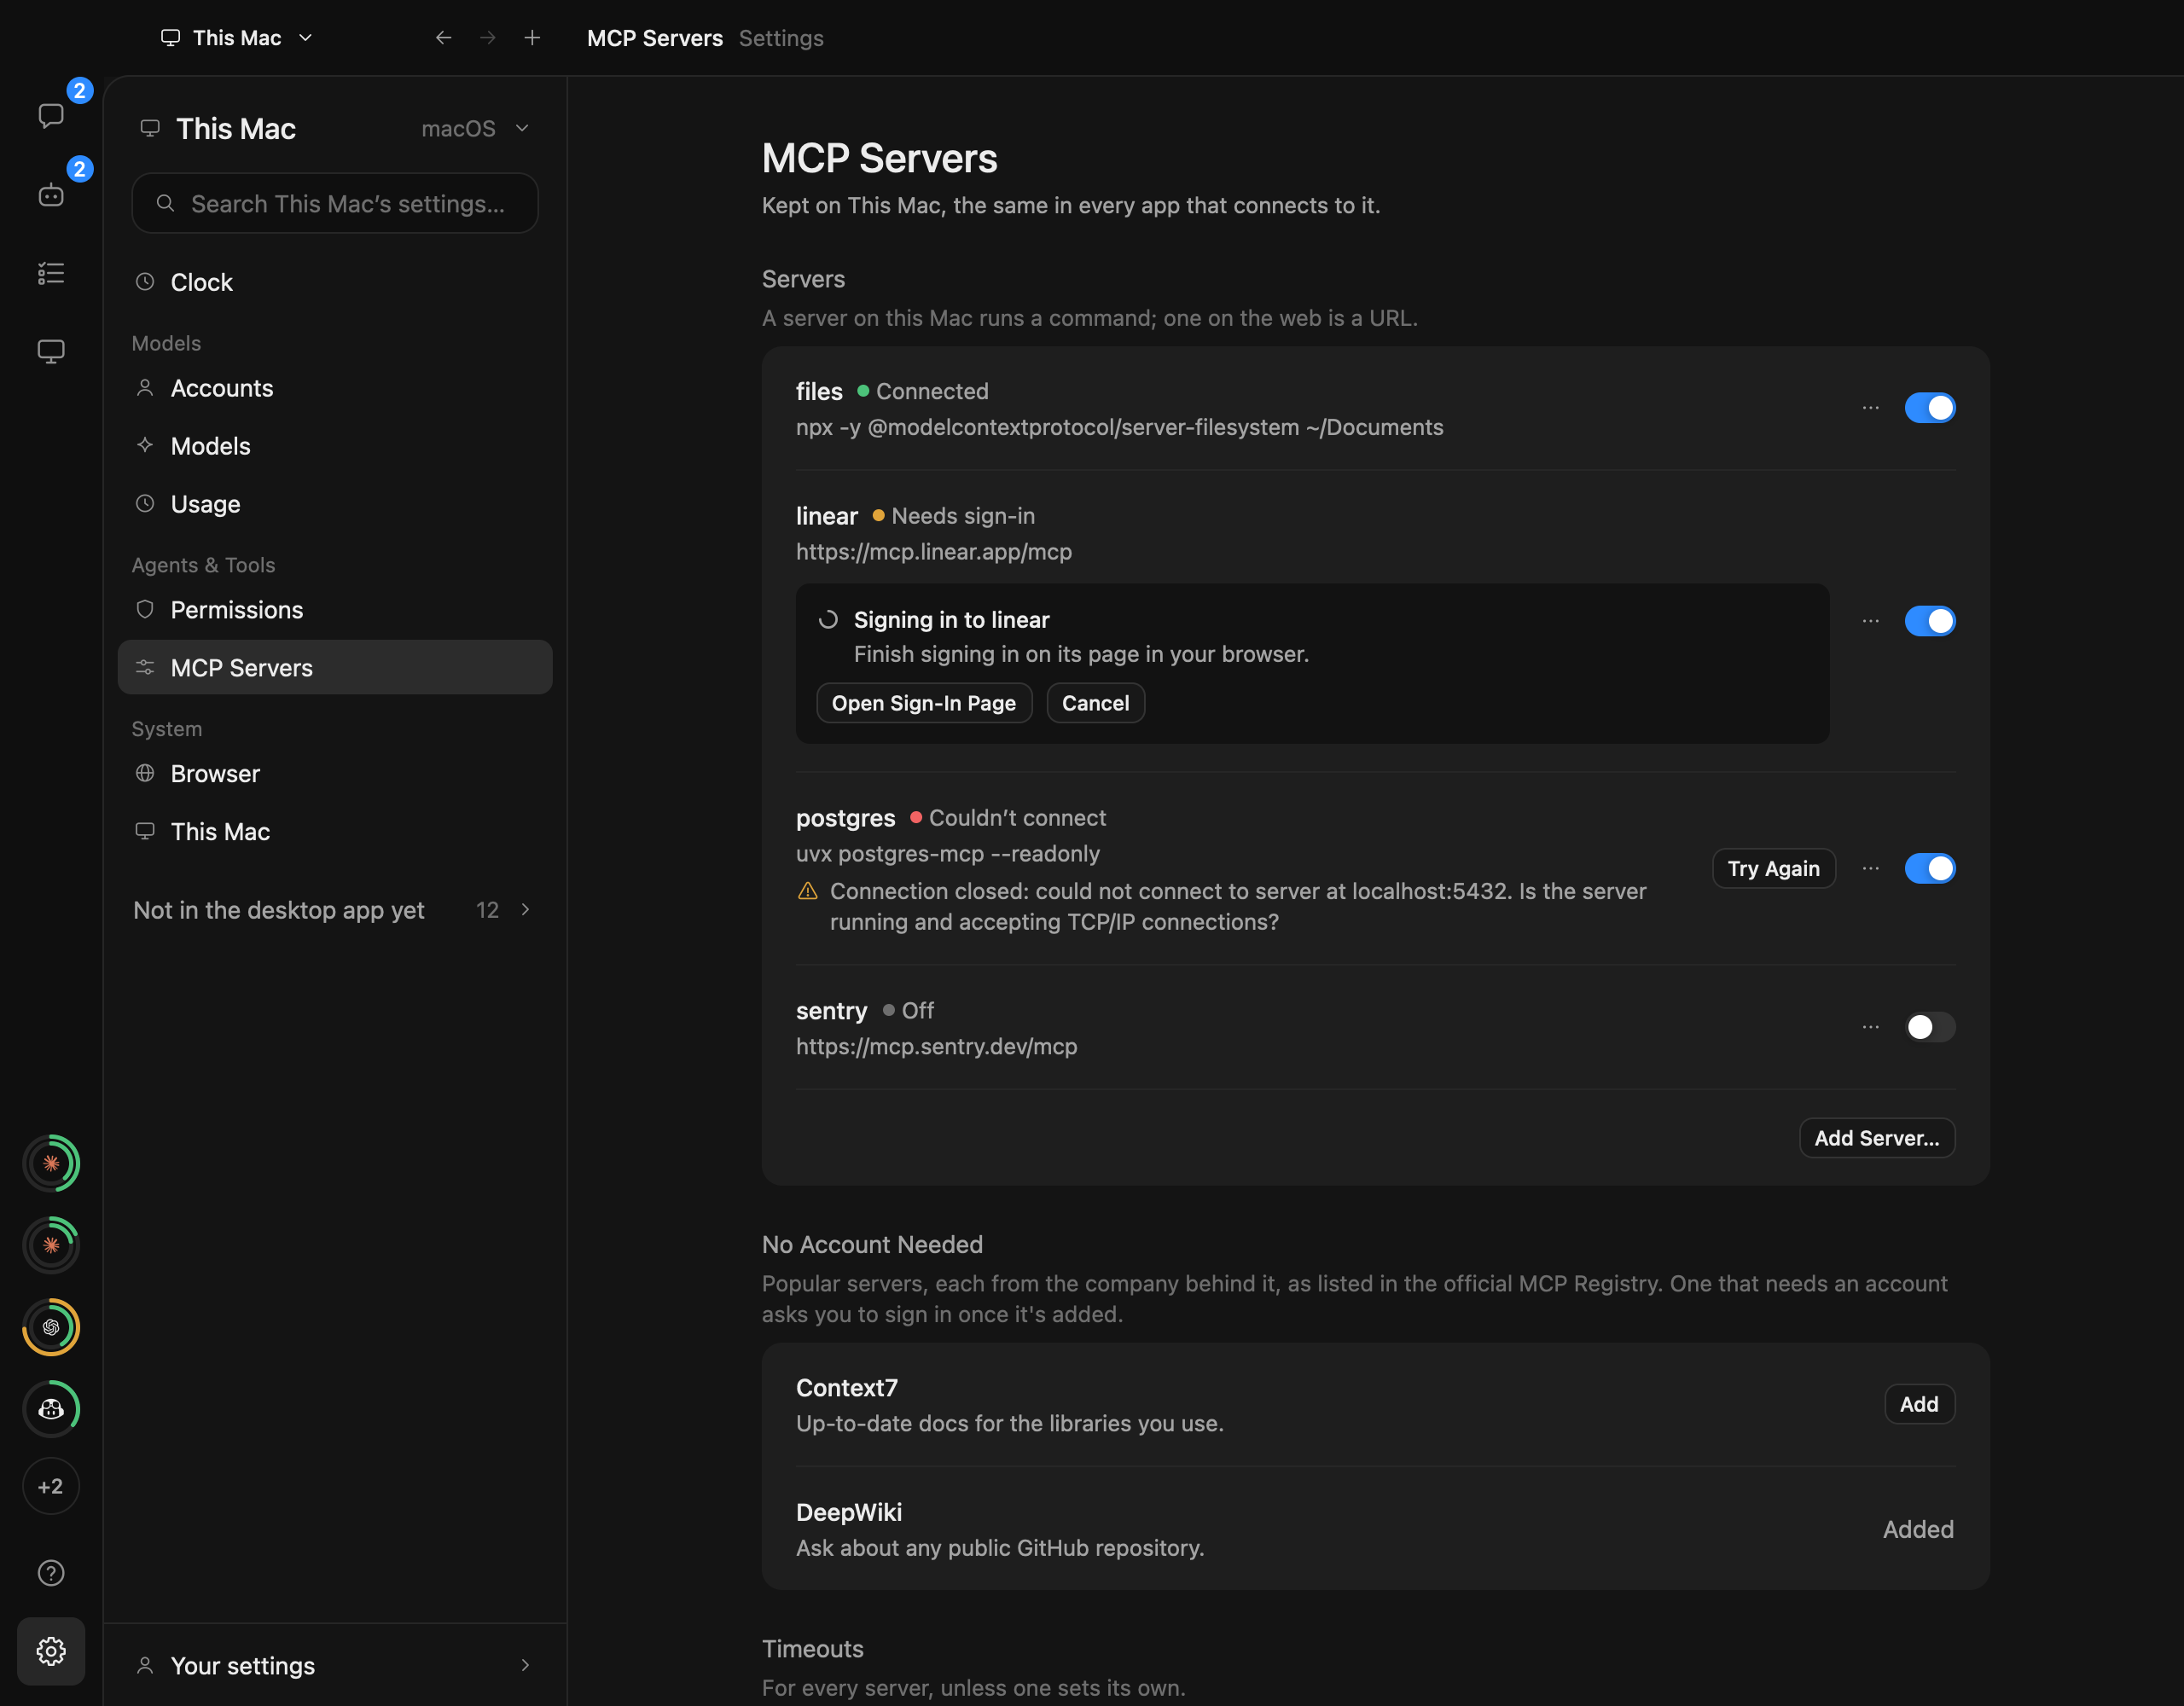 This Mac
MCP Servers Settings
2
2
This Mac macOS
Search This Mac’s settings...
Clock
Models
Accounts
Models
Usage
Agents & Tools
Permissions
MCP Servers
System
Browser
This Mac
Not in the desktop app yet 12
+2
Your settings
MCP Servers
Kept on This Mac, the same in every app that connects to it.
Servers
A server on this Mac runs a command; one on the web is a URL.
files Connected
npx -y @modelcontextprotocol/server-filesystem ~/Documents
linear Needs sign-in
https://mcp.linear.app/mcp
Signing in to linear
Finish signing in on its page in your browser.
Open Sign-In Page Cancel
postgres Couldn’t connect
uvx postgres-mcp --readonly
Try Again
Connection closed: could not connect to server at localhost:5432. Is the server
running and accepting TCP/IP connections?
sentry Off
https://mcp.sentry.dev/mcp
Add Server...
No Account Needed
Popular servers, each from the company behind it, as listed in the official MCP Registry. One that needs an account
asks you to sign in once it's added.
Context7
Up-to-date docs for the libraries you use.
Add
DeepWiki
Ask about any public GitHub repository.
Added
Timeouts
For every server, unless one sets its own.